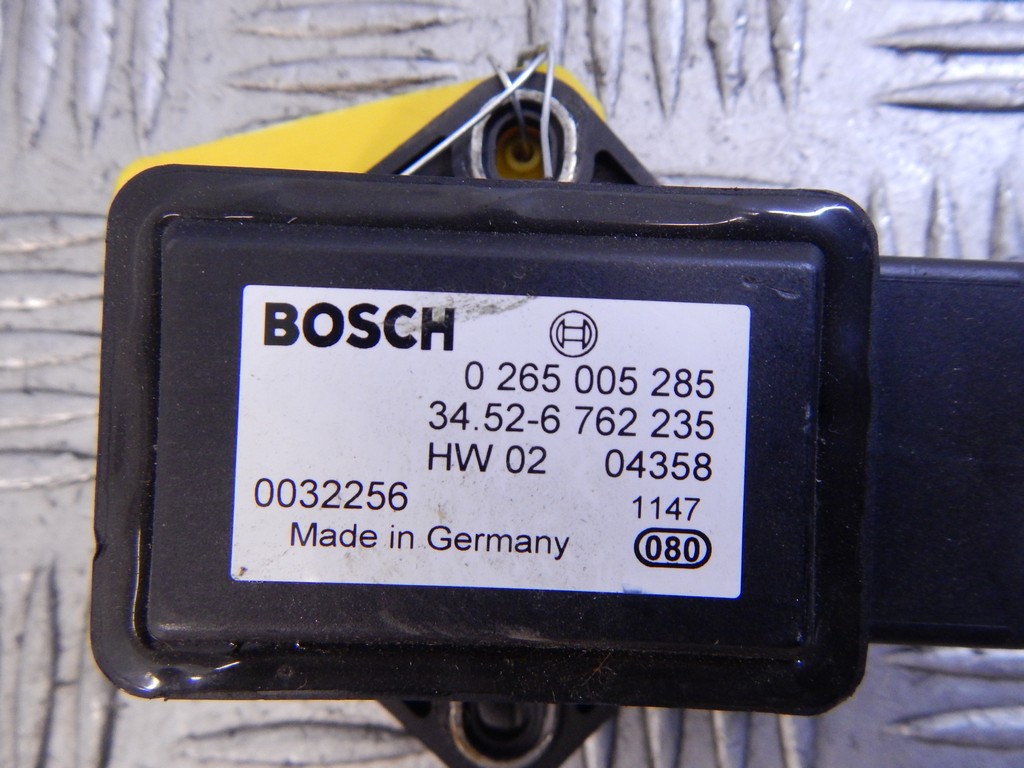 BOSCH
0 265 005 285
34.52-6 762 235
HW 02 04358
0032256 1147
Made in Germany 080